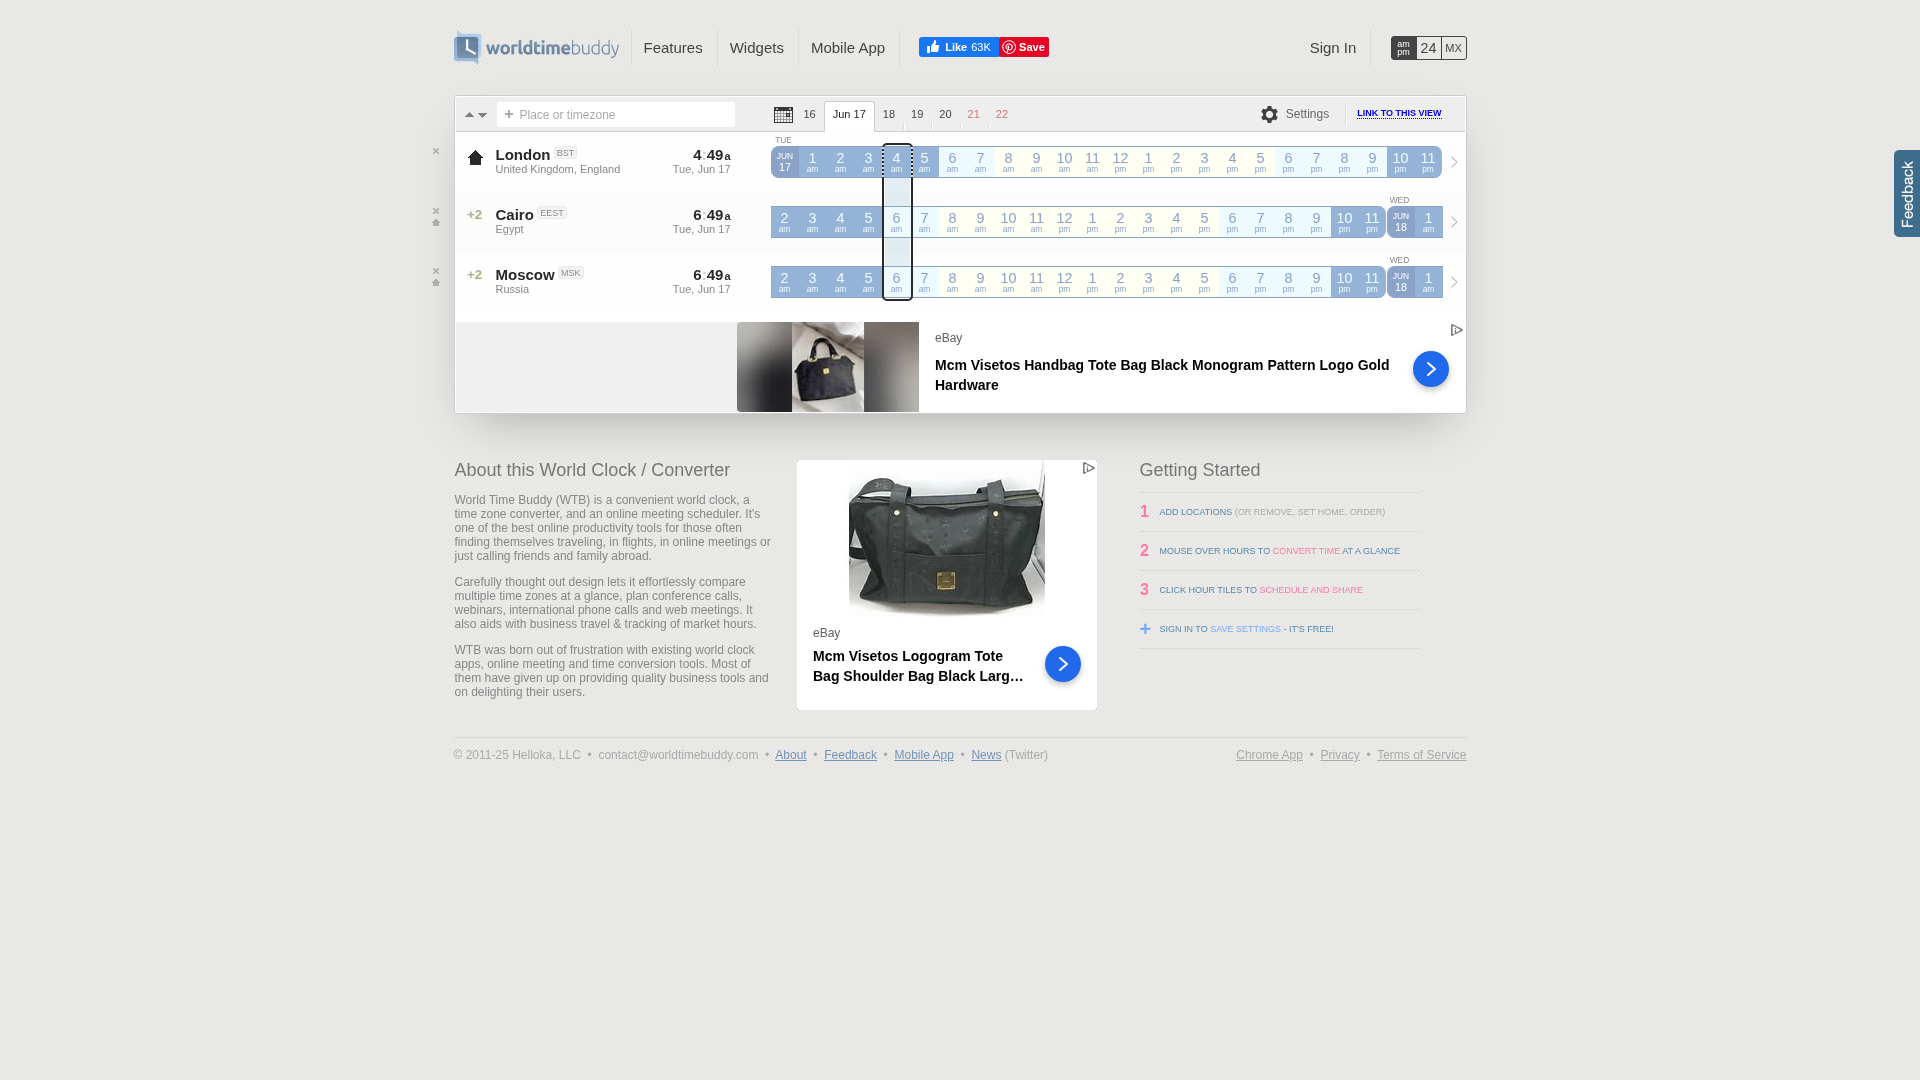 worldtimebuddy Features Widgets Mobile App Like 63K Save Sign In am pm 24 MX
+ Place or timezone 16 Jun 17 18 19 20 21 22 Settings LINK TO THIS VIEW
TUE
London BST 4:49a JUN 17 1 am 2 am 3 am 4 am 5 am 6 am 7 am 8 am 9 am 10 am 11 am 12 pm 1 pm 2 pm 3 pm 4 pm 5 pm 6 pm 7 pm 8 pm 9 pm 10 pm 11 pm
United Kingdom, England Tue, Jun 17
WED
+2 Cairo EEST 6:49a 2 am 3 am 4 am 5 am 6 am 7 am 8 am 9 am 10 am 11 am 12 pm 1 pm 2 pm 3 pm 4 pm 5 pm 6 pm 7 pm 8 pm 9 pm 10 pm 11 pm JUN 18 1 am
Egypt Tue, Jun 17
WED
+2 Moscow MSK 6:49a 2 am 3 am 4 am 5 am 6 am 7 am 8 am 9 am 10 am 11 am 12 pm 1 pm 2 pm 3 pm 4 pm 5 pm 6 pm 7 pm 8 pm 9 pm 10 pm 11 pm JUN 18 1 am
Russia Tue, Jun 17
Feedback
eBay
Mcm Visetos Handbag Tote Bag Black Monogram Pattern Logo Gold
Hardware
About this World Clock / Converter
World Time Buddy (WTB) is a convenient world clock, a
time zone converter, and an online meeting scheduler. It's
one of the best online productivity tools for those often
finding themselves traveling, in flights, in online meetings or
just calling friends and family abroad.
Carefully thought out design lets it effortlessly compare
multiple time zones at a glance, plan conference calls,
webinars, international phone calls and web meetings. It
also aids with business travel & tracking of market hours.
WTB was born out of frustration with existing world clock
apps, online meeting and time conversion tools. Most of
them have given up on providing quality business tools and
on delighting their users.
eBay
Mcm Visetos Logogram Tote
Bag Shoulder Bag Black Larg...
Getting Started
1 ADD LOCATIONS (OR REMOVE, SET HOME, ORDER)
2 MOUSE OVER HOURS TO CONVERT TIME AT A GLANCE
3 CLICK HOUR TILES TO SCHEDULE AND SHARE
+ SIGN IN TO SAVE SETTINGS - IT'S FREE!
© 2011-25 Helloka, LLC • contact@worldtimebuddy.com • About • Feedback • Mobile App • News (Twitter) Chrome App • Privacy • Terms of Service